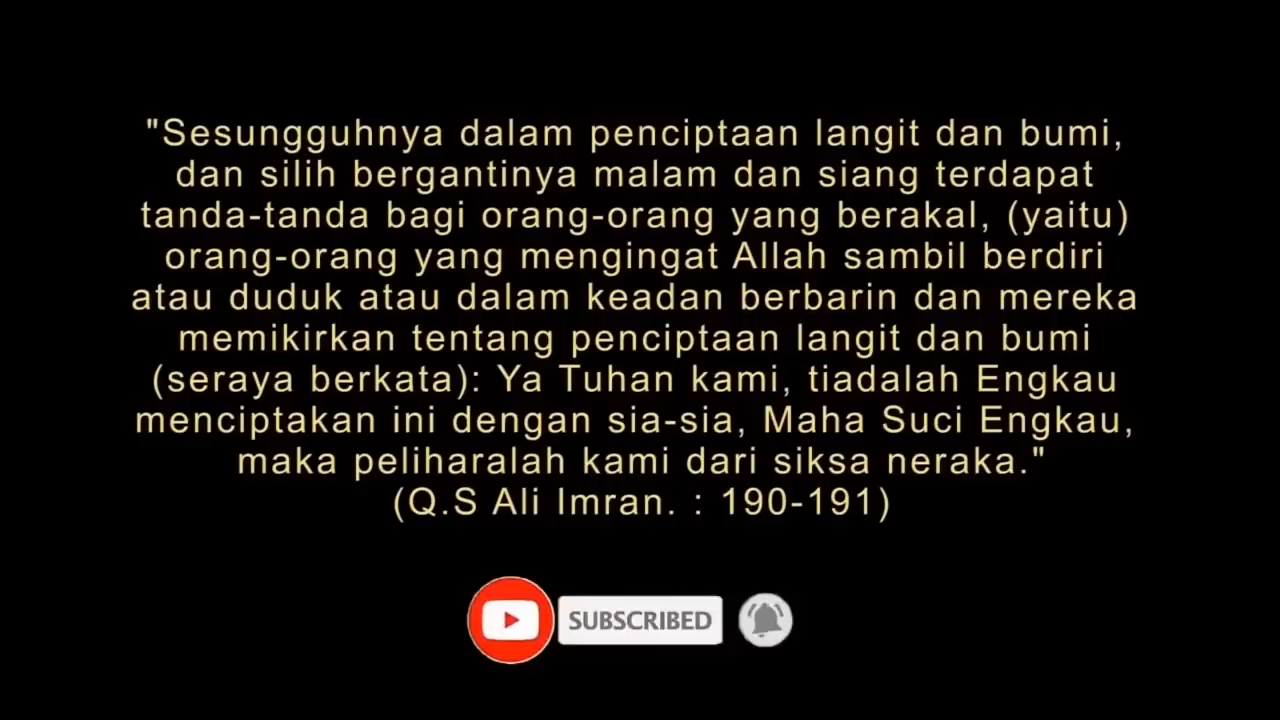 "Sesungguhnya dalam penciptaan langit dan bumi,
dan silih bergantinya malam dan siang terdapat
tanda-tanda bagi orang-orang yang berakal, (yaitu)
orang-orang yang mengingat Allah sambil berdiri
atau duduk atau dalam keadan berbarin dan mereka
memikirkan tentang penciptaan langit dan bumi
(seraya berkata): Ya Tuhan kami, tiadalah Engkau
menciptakan ini dengan sia-sia, Maha Suci Engkau,
maka peliharalah kami dari siksa neraka."
(Q.S Ali Imran. : 190-191)
SUBSCRIBED